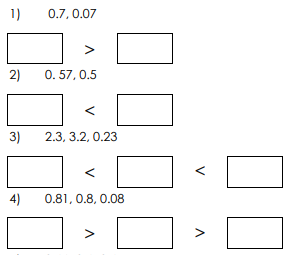 1) 0.7, 0.07
>
2) 0. 57, 0.5
<
3) 2.3, 3.2, 0.23
< <
4) 0.81, 0.8, 0.08
> >